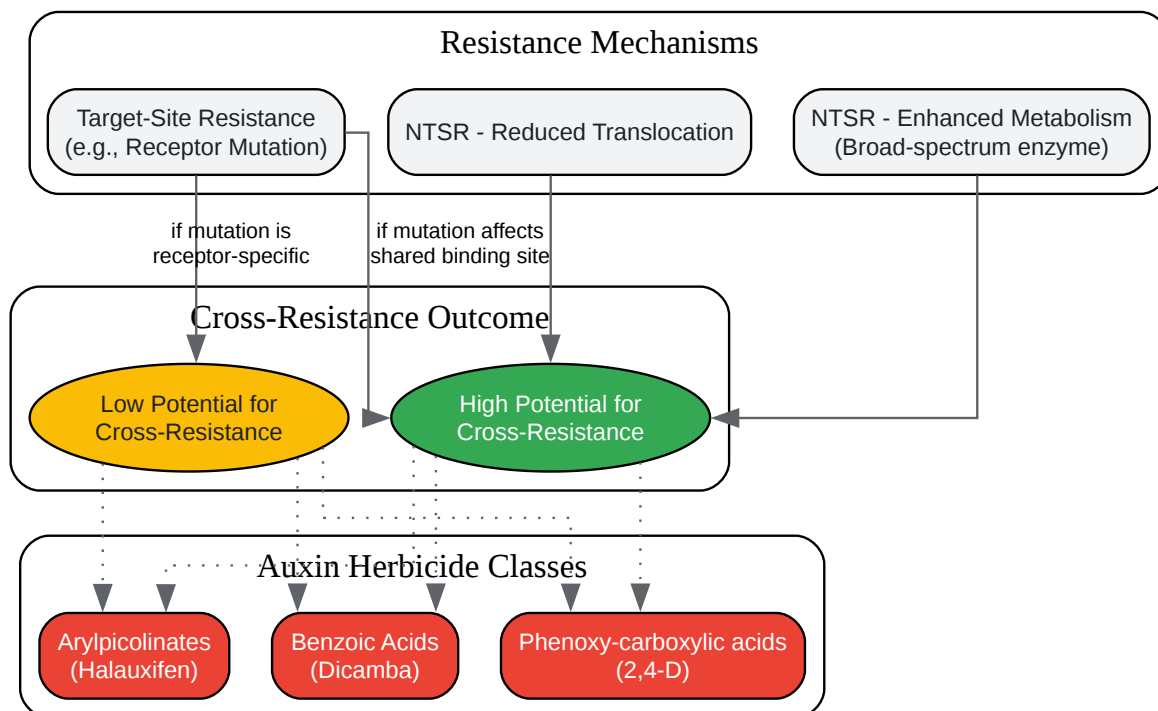 Resistance Mechanisms
Target-Site Resistance
(e.g., Receptor Mutation)
NTSR - Reduced Translocation
NTSR - Enhanced Metabolism
(Broad-spectrum enzyme)
if mutation is
receptor-specific
if mutation affects
shared binding site
Cross-Resistance Outcome
Low Potential for
Cross-Resistance
High Potential for
Cross-Resistance
Auxin Herbicide Classes
Arylpicolinates
(Halauxifen)
Benzoic Acids
(Dicamba)
Phenoxy-carboxylic acids
(2,4-D)